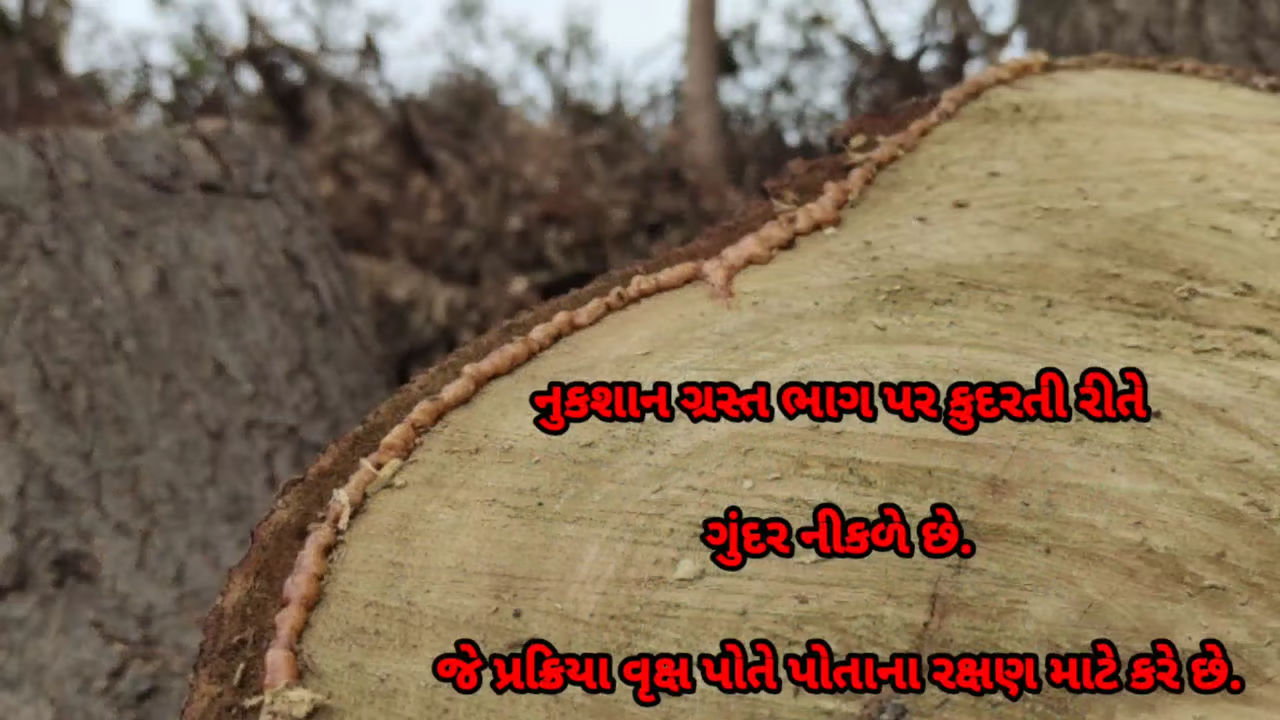 નુકશાન ગ્રસ્ત ભાગ પર કુદરતી રીતે
ગુંદર નીકળે છે.
જે પ્રક્રિયા વૃક્ષ પોતે પોતાના રક્ષણ માટે કરે છે.